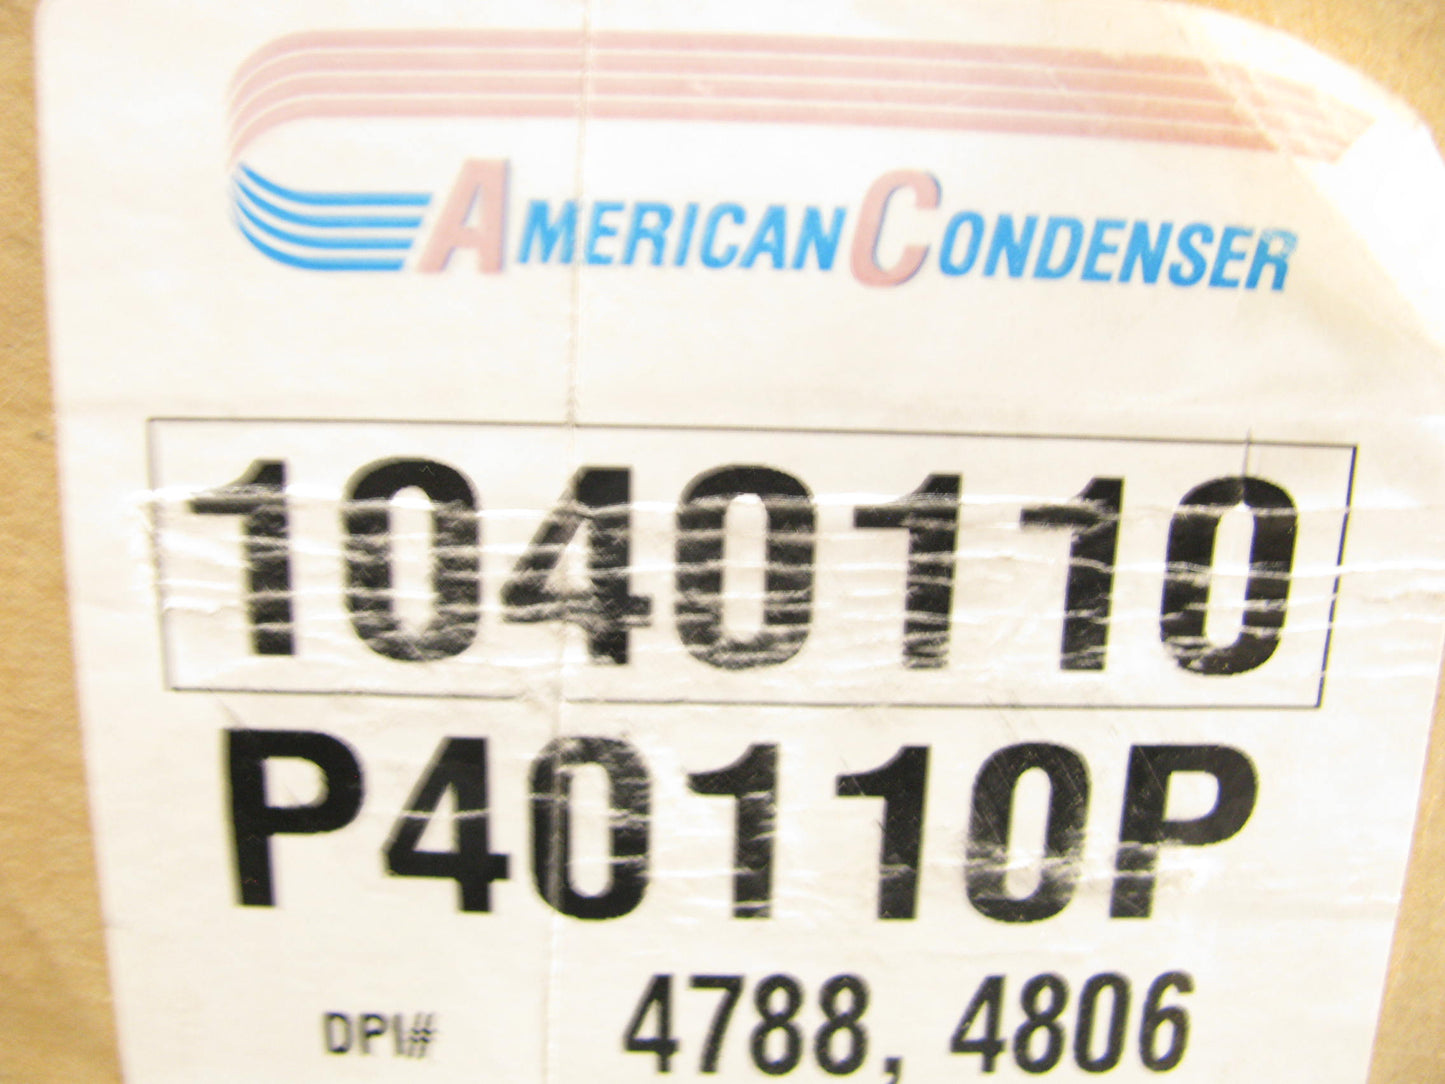 AMERICAN CONDENSER
1040110
P40110P
DPI# 4788, 4806